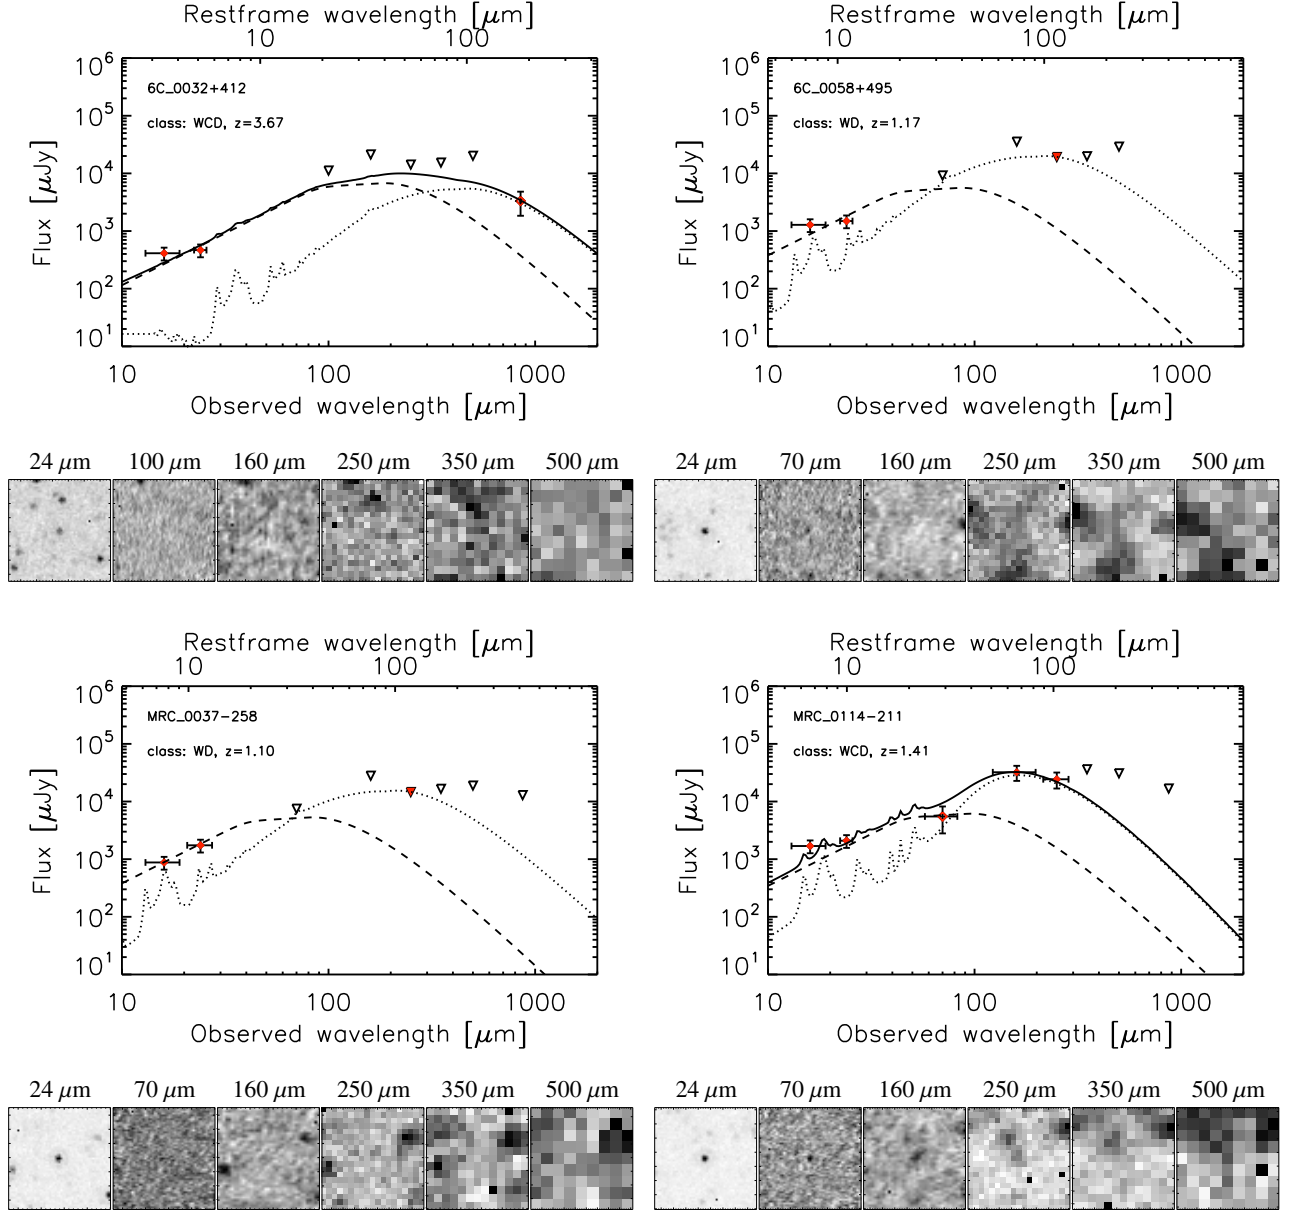 Restframe wavelength [μm] Restframe wavelength [μm]
10 100 10 100
10^6 10^6
6C_0032+412 6C_0058+495
10^5 10^5
class: WCD, z=3.67 class: WD, z=1.17
10^4 10^4
Flux [μJy] Flux [μJy]
10^3 10^3
10^2 10^2
10^1 10^1
10 100 1000 10 100 1000
Observed wavelength [μm] Observed wavelength [μm]
24 μm 100 μm 160 μm 250 μm 350 μm 500 μm 24 μm 70 μm 160 μm 250 μm 350 μm 500 μm
Restframe wavelength [μm] Restframe wavelength [μm]
10 100 10 100
10^6 10^6
MRC_0037-258 MRC_0114-211
10^5 10^5
class: WD, z=1.10 class: WCD, z=1.41
10^4 10^4
Flux [μJy] Flux [μJy]
10^3 10^3
10^2 10^2
10^1 10^1
10 100 1000 10 100 1000
Observed wavelength [μm] Observed wavelength [μm]
24 μm 70 μm 160 μm 250 μm 350 μm 500 μm 24 μm 70 μm 160 μm 250 μm 350 μm 500 μm